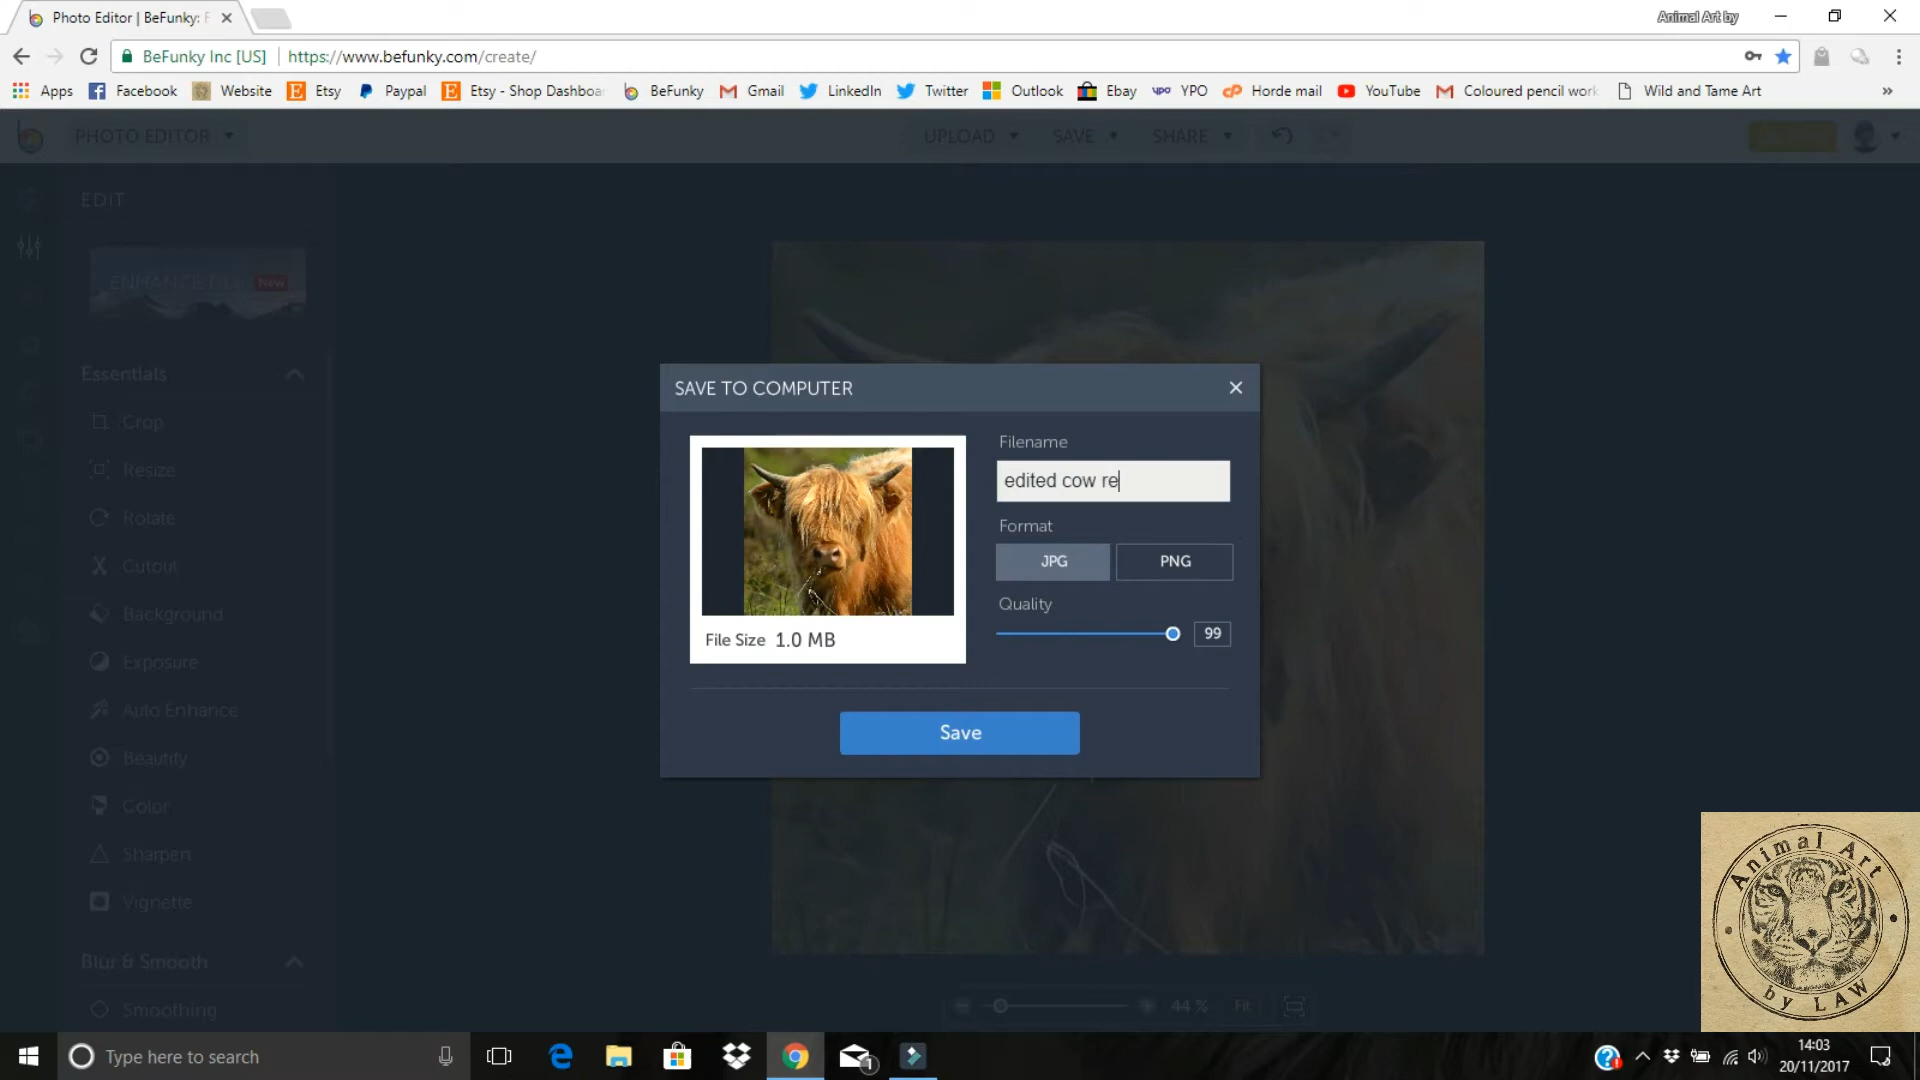 Photo Editor | BeFunky: F
Animal Art by
BeFunky Inc [US]
https://www.befunky.com/create/
Apps
Facebook
Website
Etsy
Paypal
Etsy - Shop Dashboa
BeFunky
Gmail
LinkedIn
Twitter
Outlook
Ebay
YPO
Horde mail
YouTube
Coloured pencil work
Wild and Tame Art
»
PHOTO EDITOR
UPLOAD
SAVE
SHARE
EDIT
New
Essentials
Crop
Resize
Rotate
Cutout
Background
Exposure
Auto Enhance
Beautify
Color
Sharpen
Vignette
Blur & Smooth
Smoothing
SAVE TO COMPUTER
File Size 1.0 MB
Filename
edited cow re
Format
JPG
PNG
Quality
99
Save
44 %
Fit
Animal Art
by LAW
Type here to search
1
14:03
20/11/2017